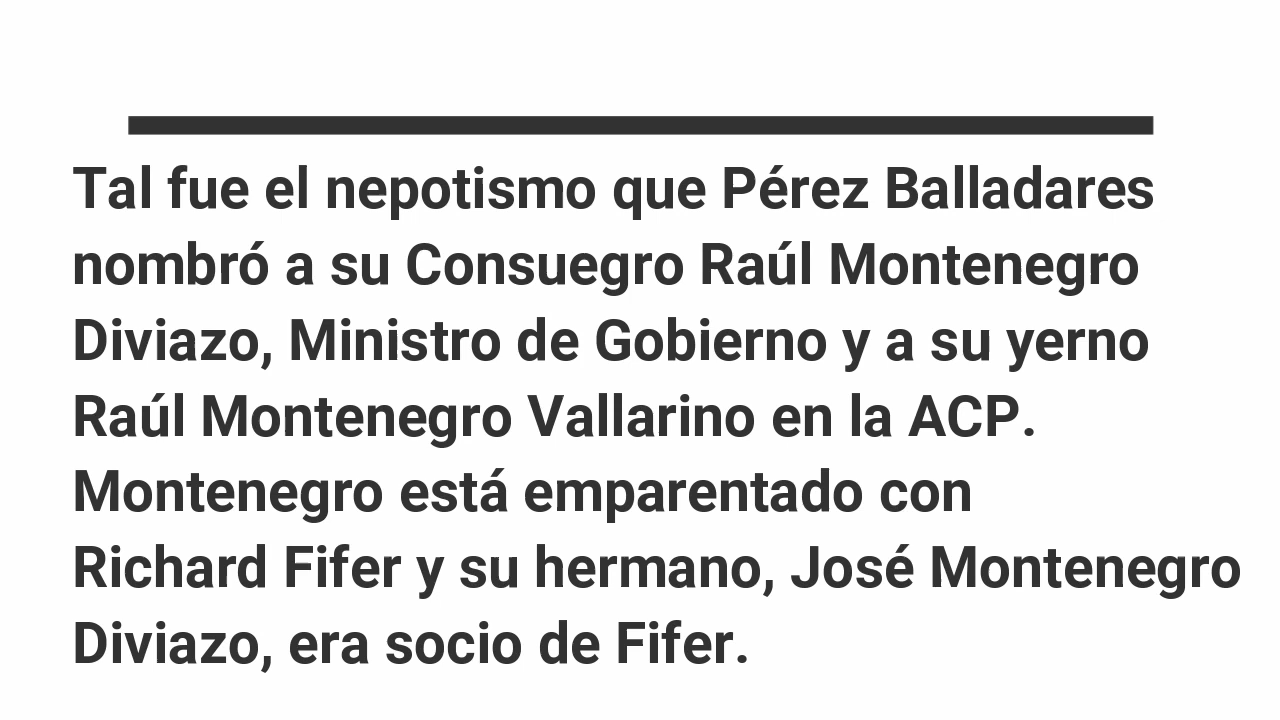 Tal fue el nepotismo que Pérez Balladares
nombró a su Consuegro Raúl Montenegro
Diviazo, Ministro de Gobierno y a su yerno
Raúl Montenegro Vallarino en la ACP.
Montenegro está emparentado con
Richard Fifer y su hermano, José Montenegro
Diviazo, era socio de Fifer.